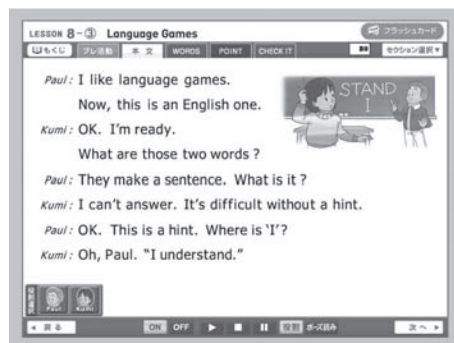 LESSON 8-③ Language Games
フラッシュカード
もくじ プレ活動 本文 WORDS POINT CHECK IT セクション選択▼
Paul: I like language games.
Now, this is an English one.
Kumi: OK. I'm ready.
What are those two words ?
Paul: They make a sentence. What is it ?
Kumi: I can't answer. It's difficult without a hint.
Paul: OK. This is a hint. Where is 'I'?
Kumi: Oh, Paul. "I understand."
STAND
I
Paul Kumi
戻る ON OFF 役割 ポーズ読み 次へ